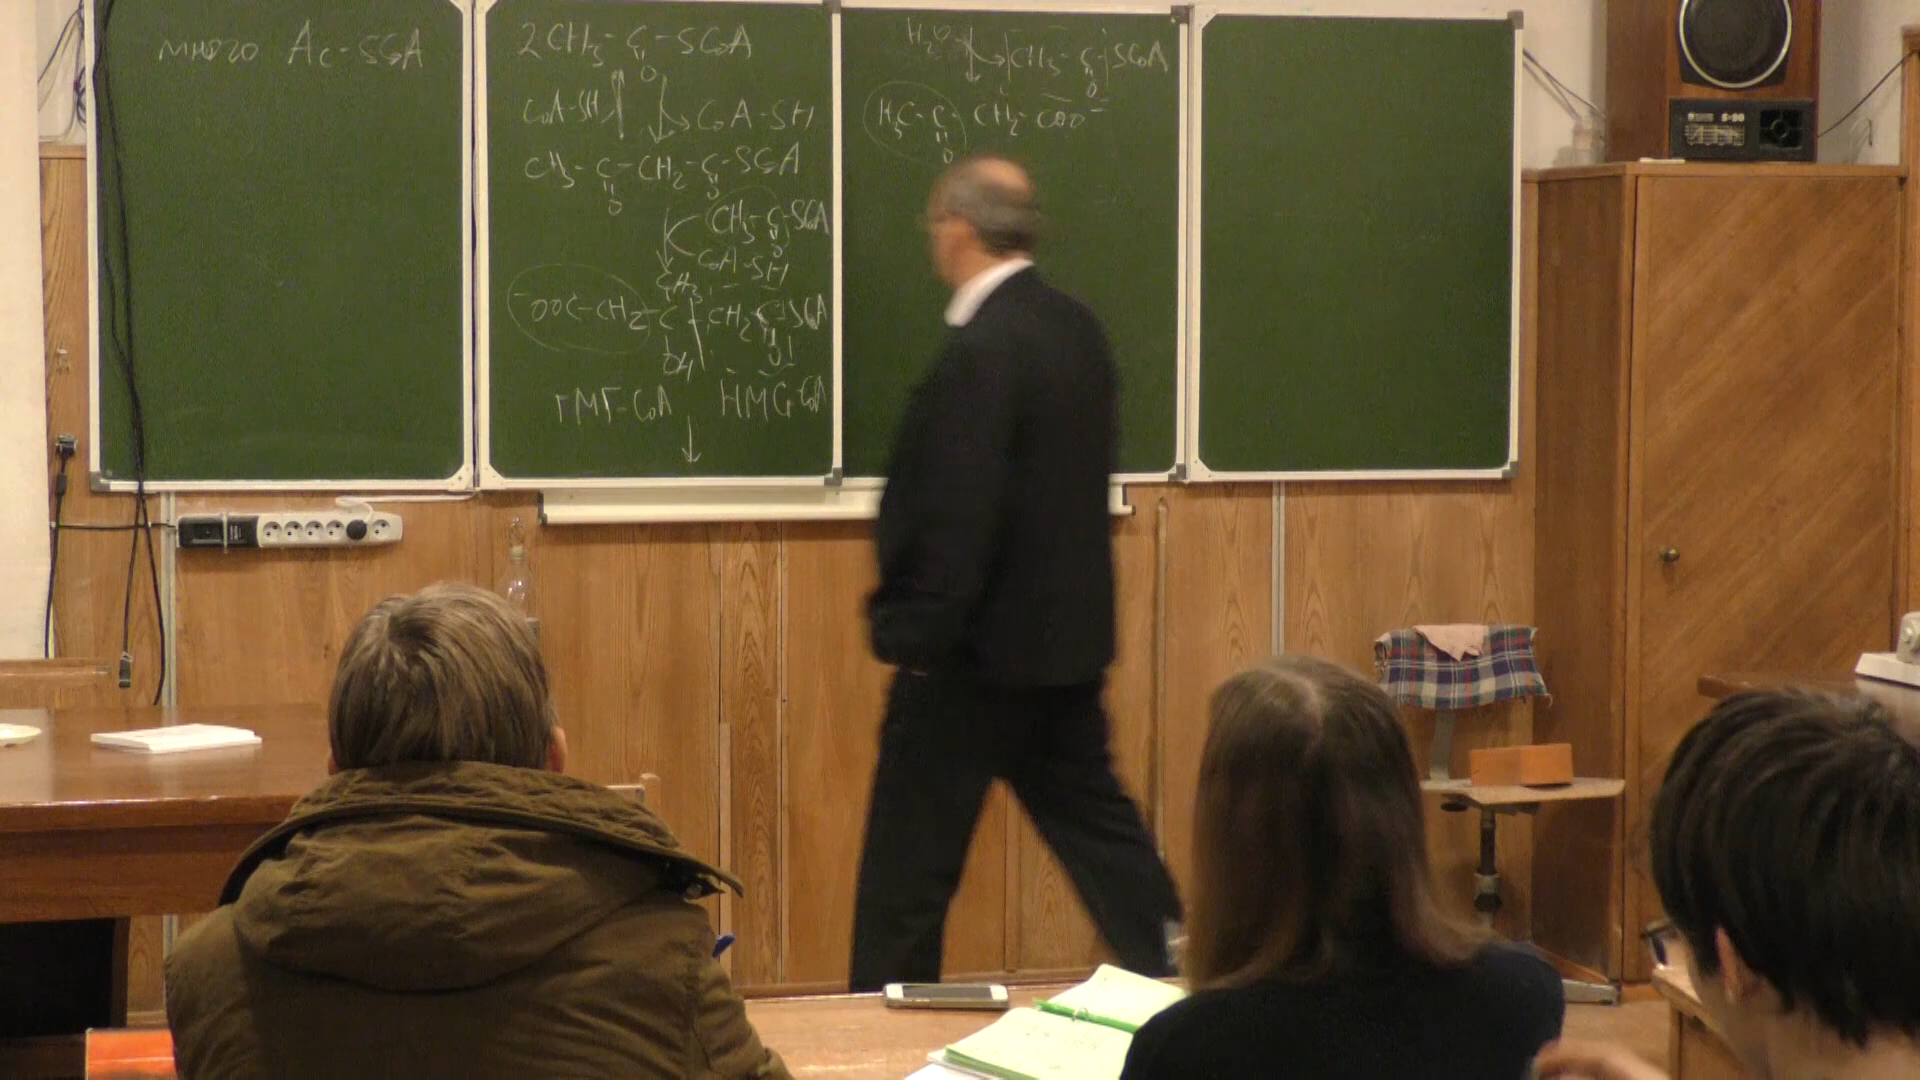 много Ac-SCoA
2CH₃-C-SCoA
O
CoA-SH CoA-SH
CH₃-C-CH₂-C-SCoA
O O
CH₃-C-SCoA
O
CoA-SH
CH₃
⁻OOC-CH₂-C-CH₂-C-SCoA
OH O
ГМГ-CoA HMG-CoA
H₂O CH₃-C-SCoA
O
H₃C-C-CH₂-COO⁻
O
S-90